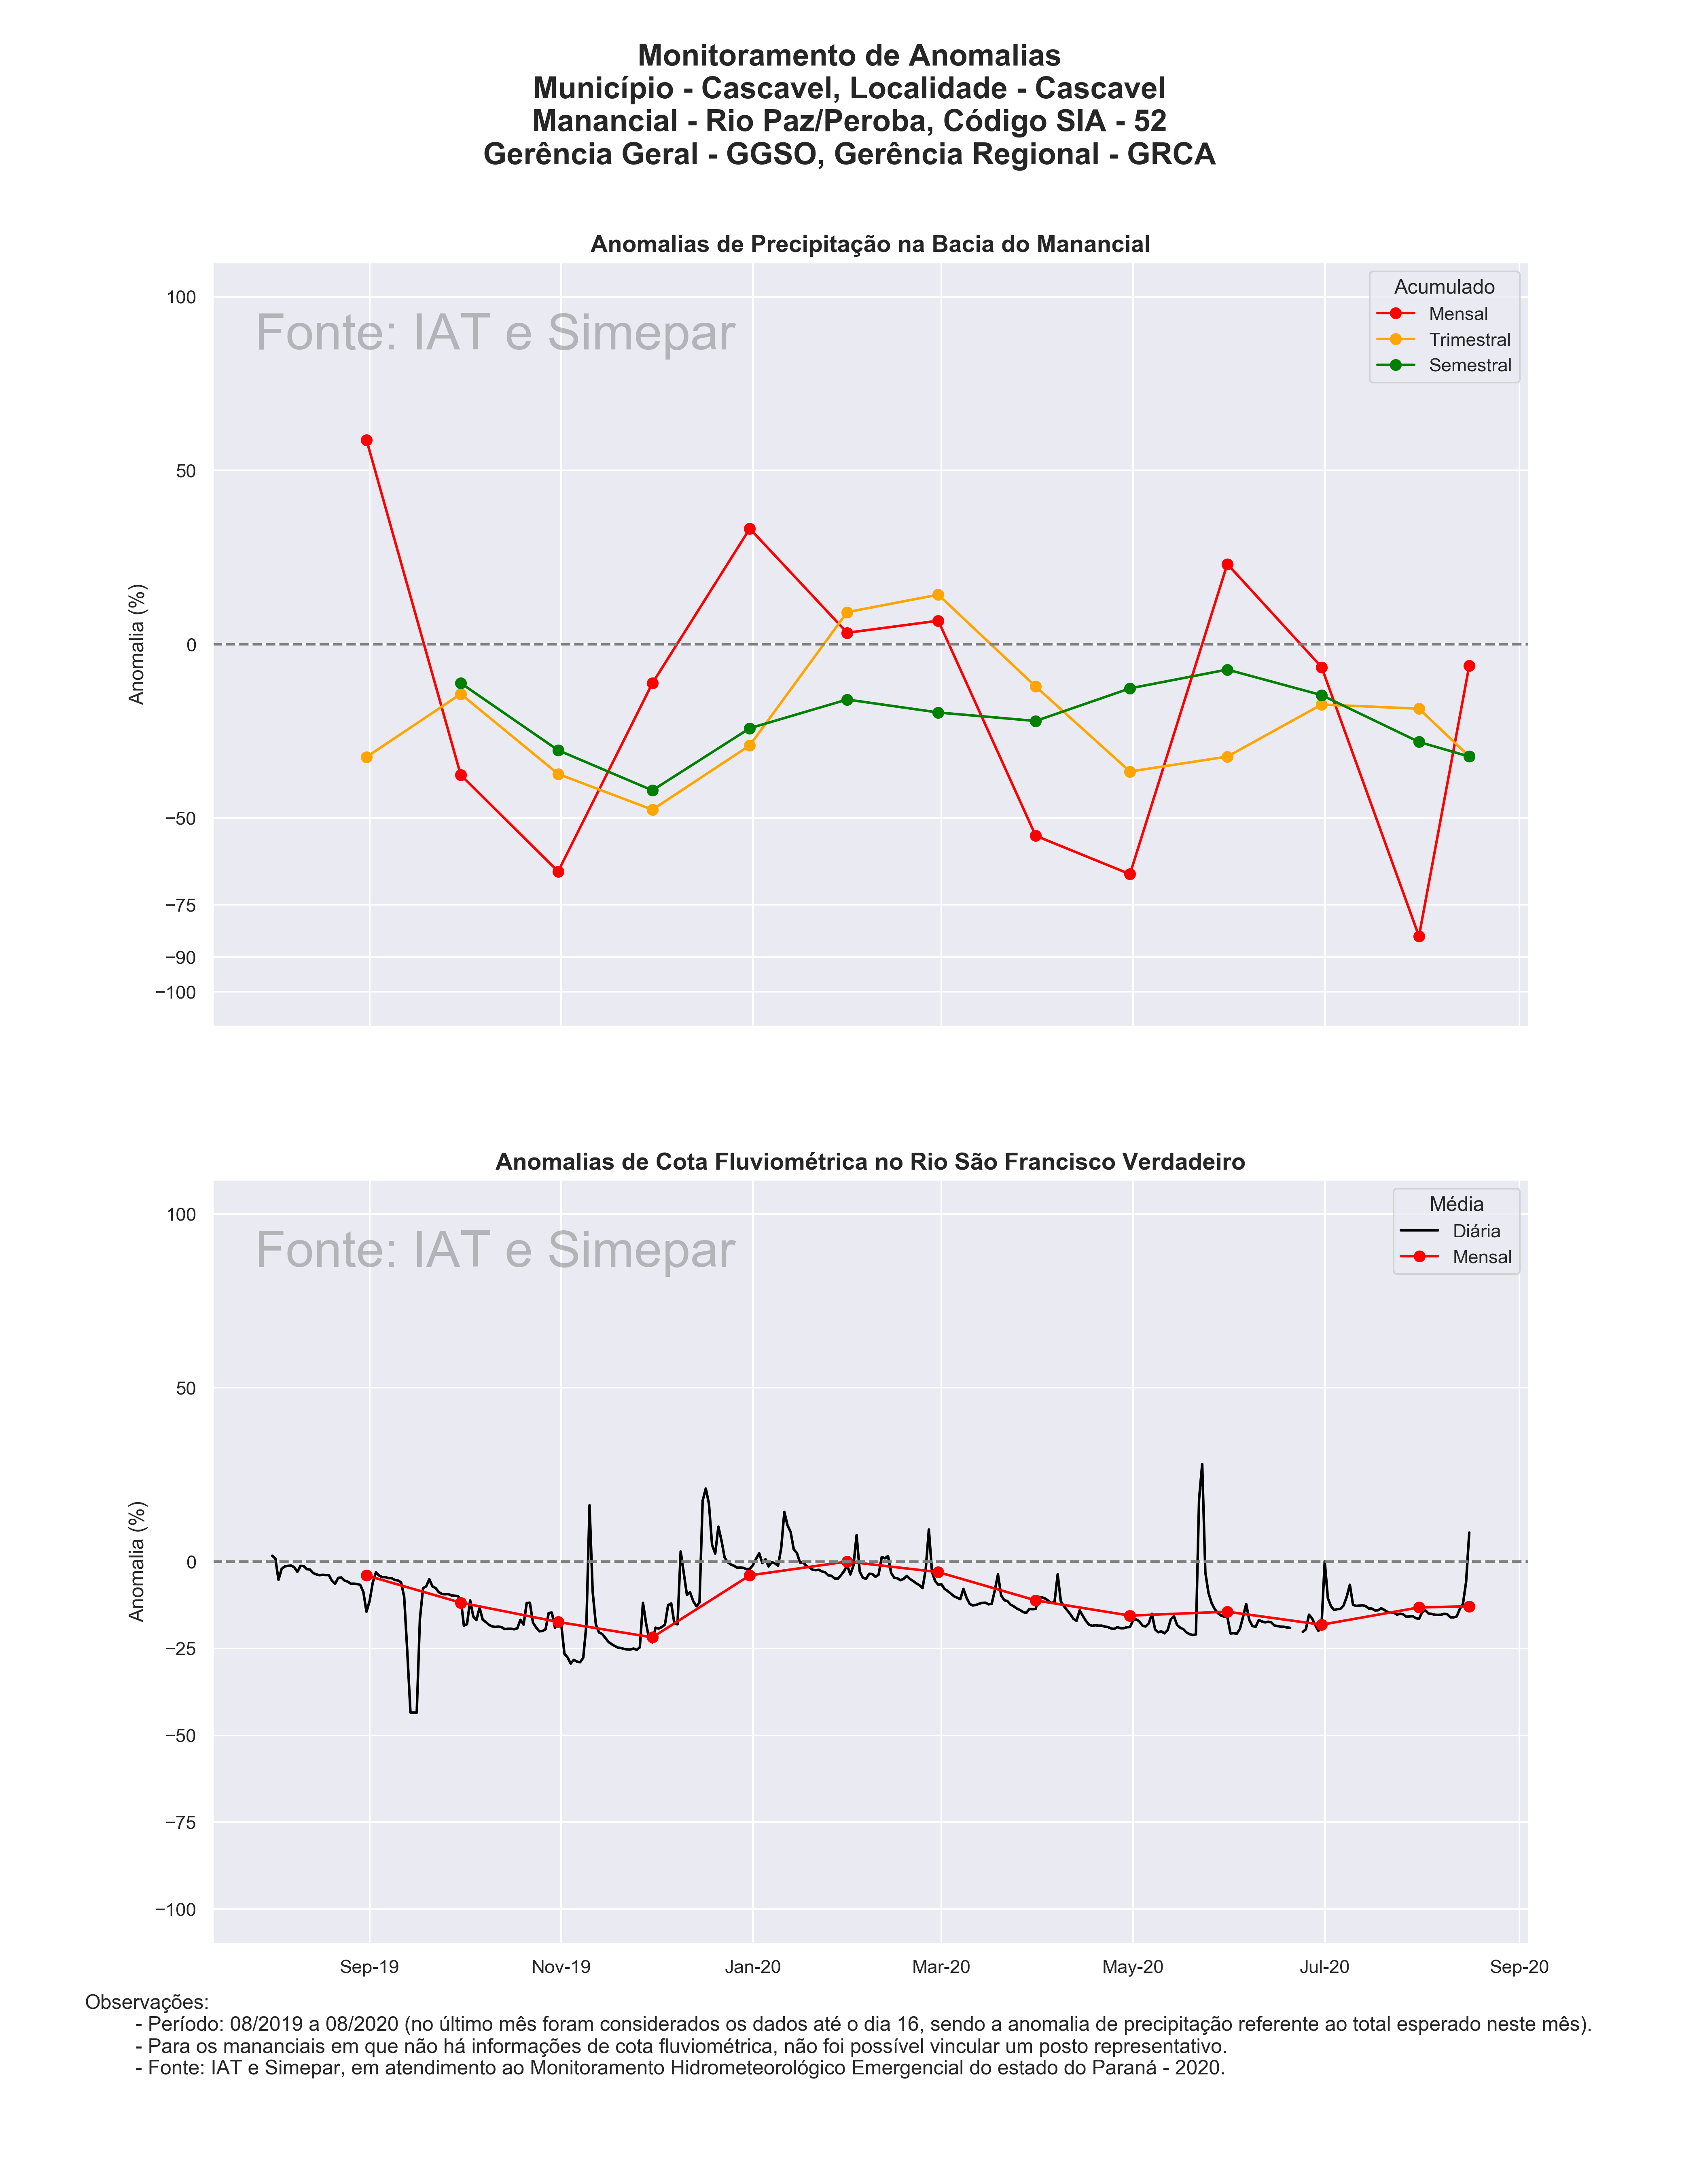 Monitoramento de Anomalias
Município - Cascavel, Localidade - Cascavel
Manancial - Rio Paz/Peroba, Código SIA - 52
Gerência Geral - GGSO, Gerência Regional - GRCA
Anomalias de Precipitação na Bacia do Manancial
Fonte: IAT e Simepar
Acumulado
Mensal
Trimestral
Semestral
Anomalia (%)
100
50
0
−50
−75
−90
−100
Anomalias de Cota Fluviométrica no Rio São Francisco Verdadeiro
Fonte: IAT e Simepar
Média
Diária
Mensal
Anomalia (%)
100
50
0
−25
−50
−75
−100
Sep-19 Nov-19 Jan-20 Mar-20 May-20 Jul-20 Sep-20
Observações:
- Período: 08/2019 a 08/2020 (no último mês foram considerados os dados até o dia 16, sendo a anomalia de precipitação referente ao total esperado neste mês).
- Para os mananciais em que não há informações de cota fluviométrica, não foi possível vincular um posto representativo.
- Fonte: IAT e Simepar, em atendimento ao Monitoramento Hidrometeorológico Emergencial do estado do Paraná - 2020.